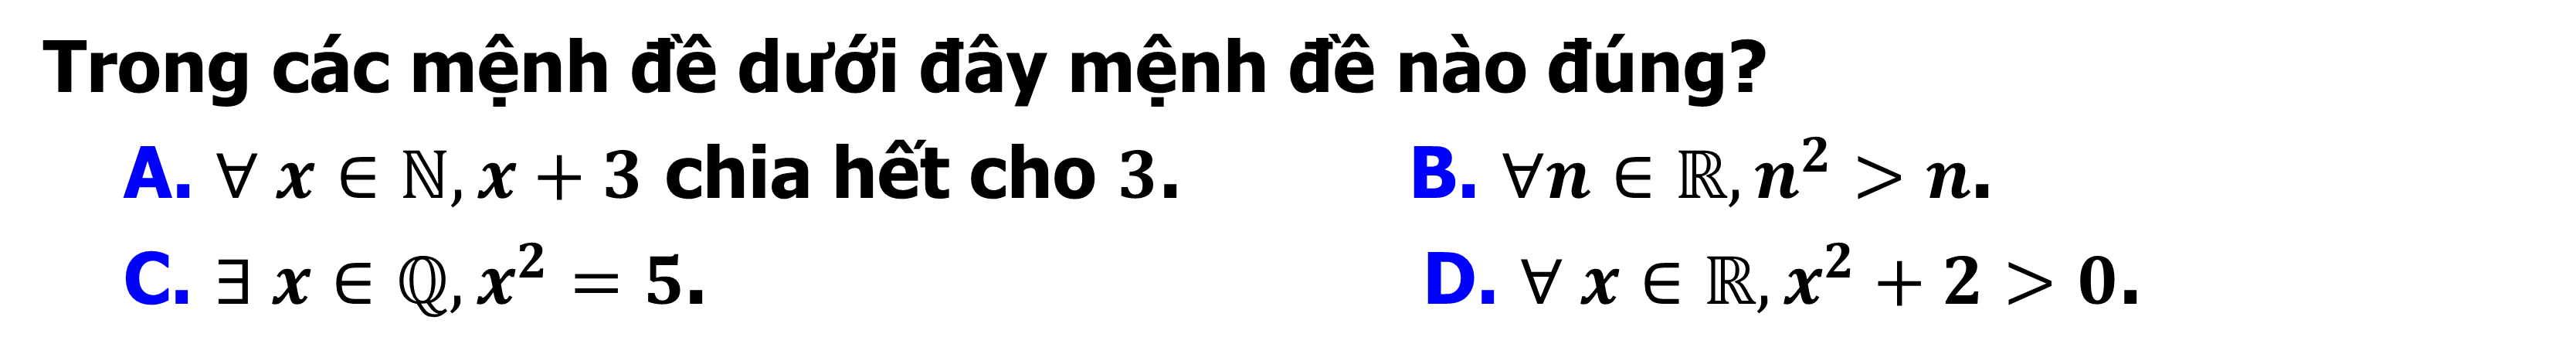 Trong các mệnh đề dưới đây mệnh đề nào đúng?
A. ∀ x ∈ ℕ, x + 3 chia hết cho 3. B. ∀n ∈ ℝ, n² > n.
C. ∃ x ∈ ℚ, x² = 5. D. ∀ x ∈ ℝ, x² + 2 > 0.